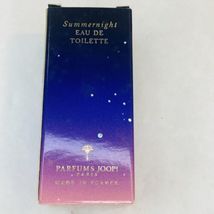 Summernight
EAU DE
TOILETTE
PARFUMS JOOP!
PARIS
MADE IN FRANCE